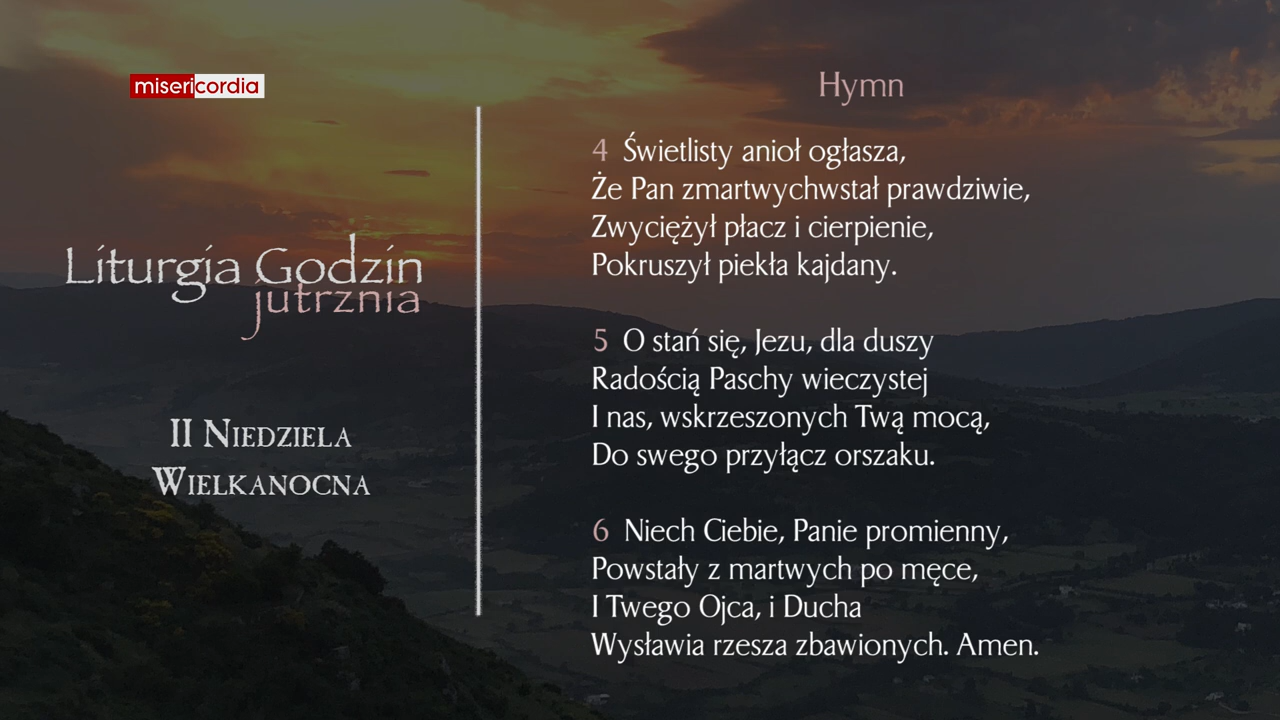 misericordia
Liturgia Godzin
jutrznia
II Niedziela
Wielkanocna
Hymn
4 Świetlisty anioł ogłasza,
Że Pan zmartwychwstał prawdziwie,
Zwyciężył płacz i cierpienie,
Pokruszył piekła kajdany.
5 O stań się, Jezu, dla duszy
Radością Paschy wieczystej
I nas, wskrzeszonych Twą mocą,
Do swego przyłącz orszaku.
6 Niech Ciebie, Panie promienny,
Powstały z martwych po męce,
I Twego Ojca, i Ducha
Wysławia rzesza zbawionych. Amen.